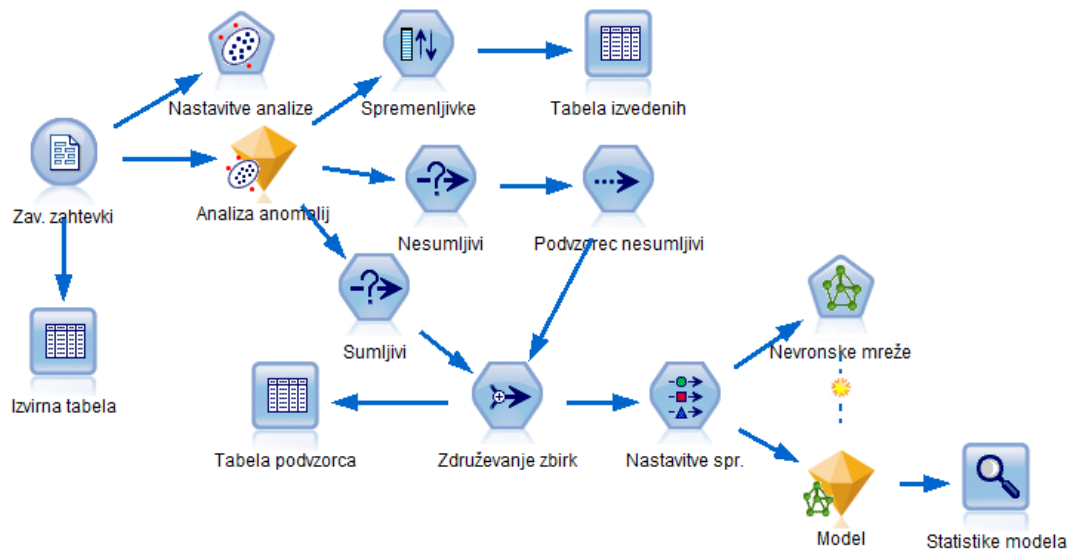 Nastavitve analize
Spremenljivke
Tabela izvedenih
Zav. zahtevki
Analiza anomalij
Nesumljivi
Podvzorec nesumljivi
Sumljivi
Nevronske mreže
Izvirna tabela
Tabela podvzorca
Združevanje zbirk
Nastavitve spr.
Model
Statistike modela